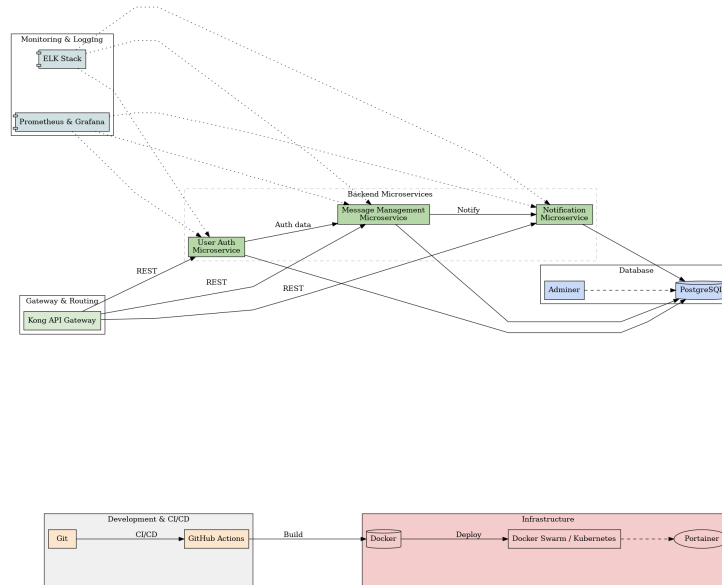 Monitoring & Logging
ELK Stack
Prometheus & Grafana
Backend Microservices
Message Management
Microservice
Notify
Notification
Microservice
Auth data
User Auth
Microservice
REST
REST
REST
Database
Adminer
PostgreSQL
Gateway & Routing
Kong API Gateway
Development & CI/CD
Git
CI/CD
GitHub Actions
Build
Infrastructure
Docker
Deploy
Docker Swarm / Kubernetes
Portainer